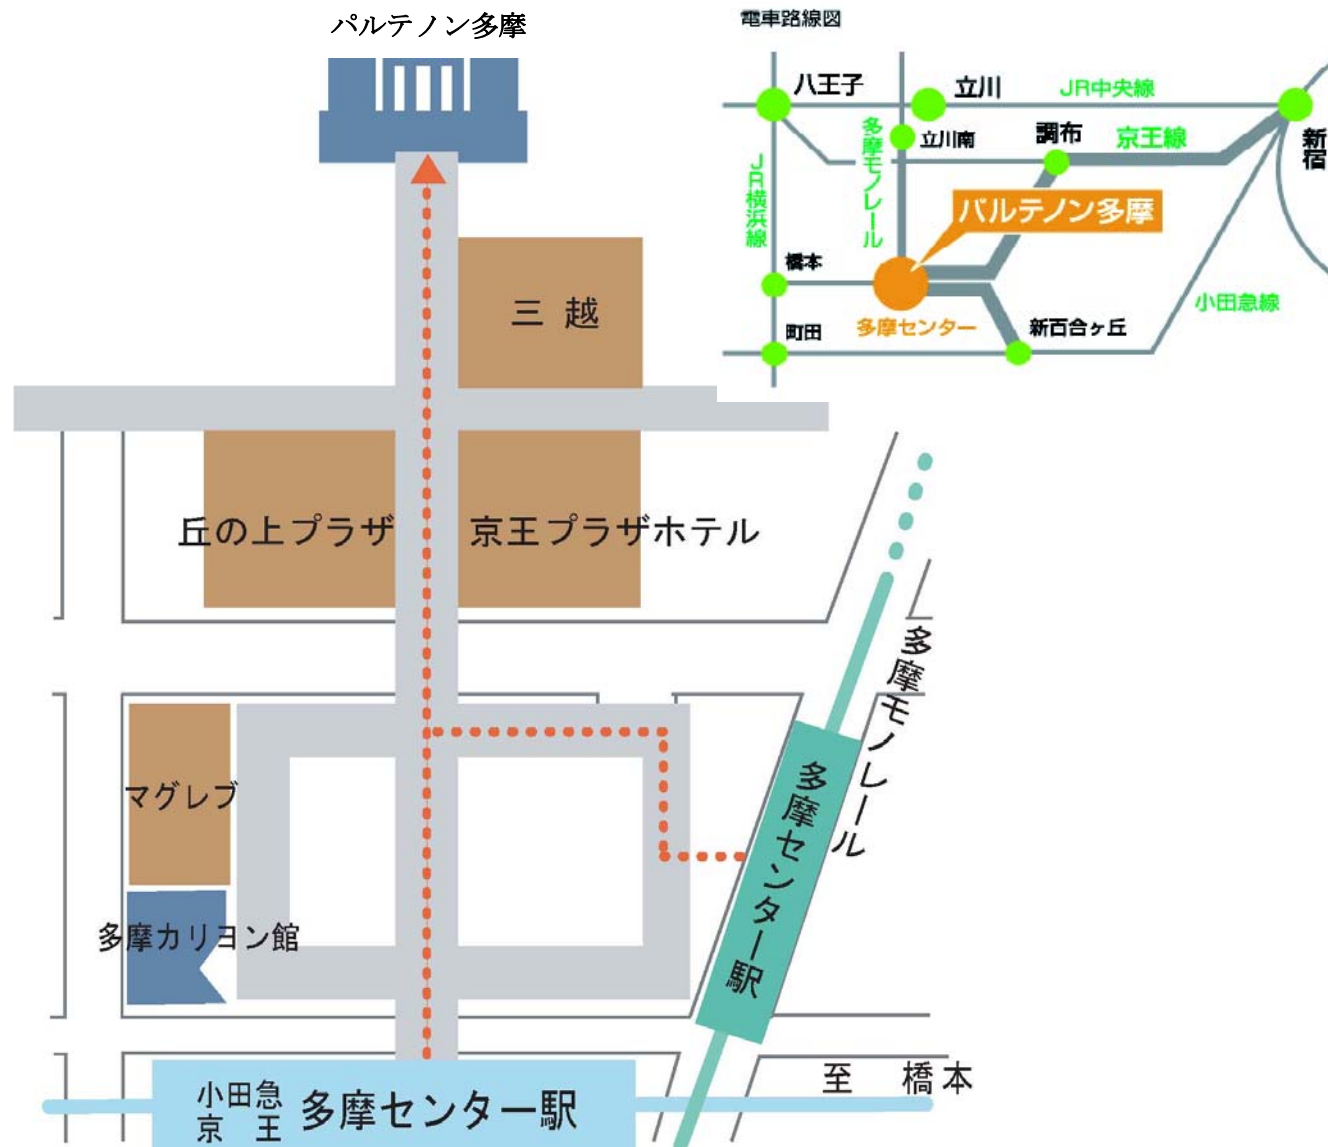 パルテノン多摩
電車路線図
八王子
立川
JR中央線
多摩モノレール
立川南
調布
京王線
新宿
JR横浜線
パルテノン多摩
橋本
多摩センター
小田急線
町田
新百合ヶ丘
三越
丘の上プラザ
京王プラザホテル
多摩モノレール
マグレブ
多摩センター駅
多摩カリヨン館
至 橋本
小田急
京王
多摩センター駅